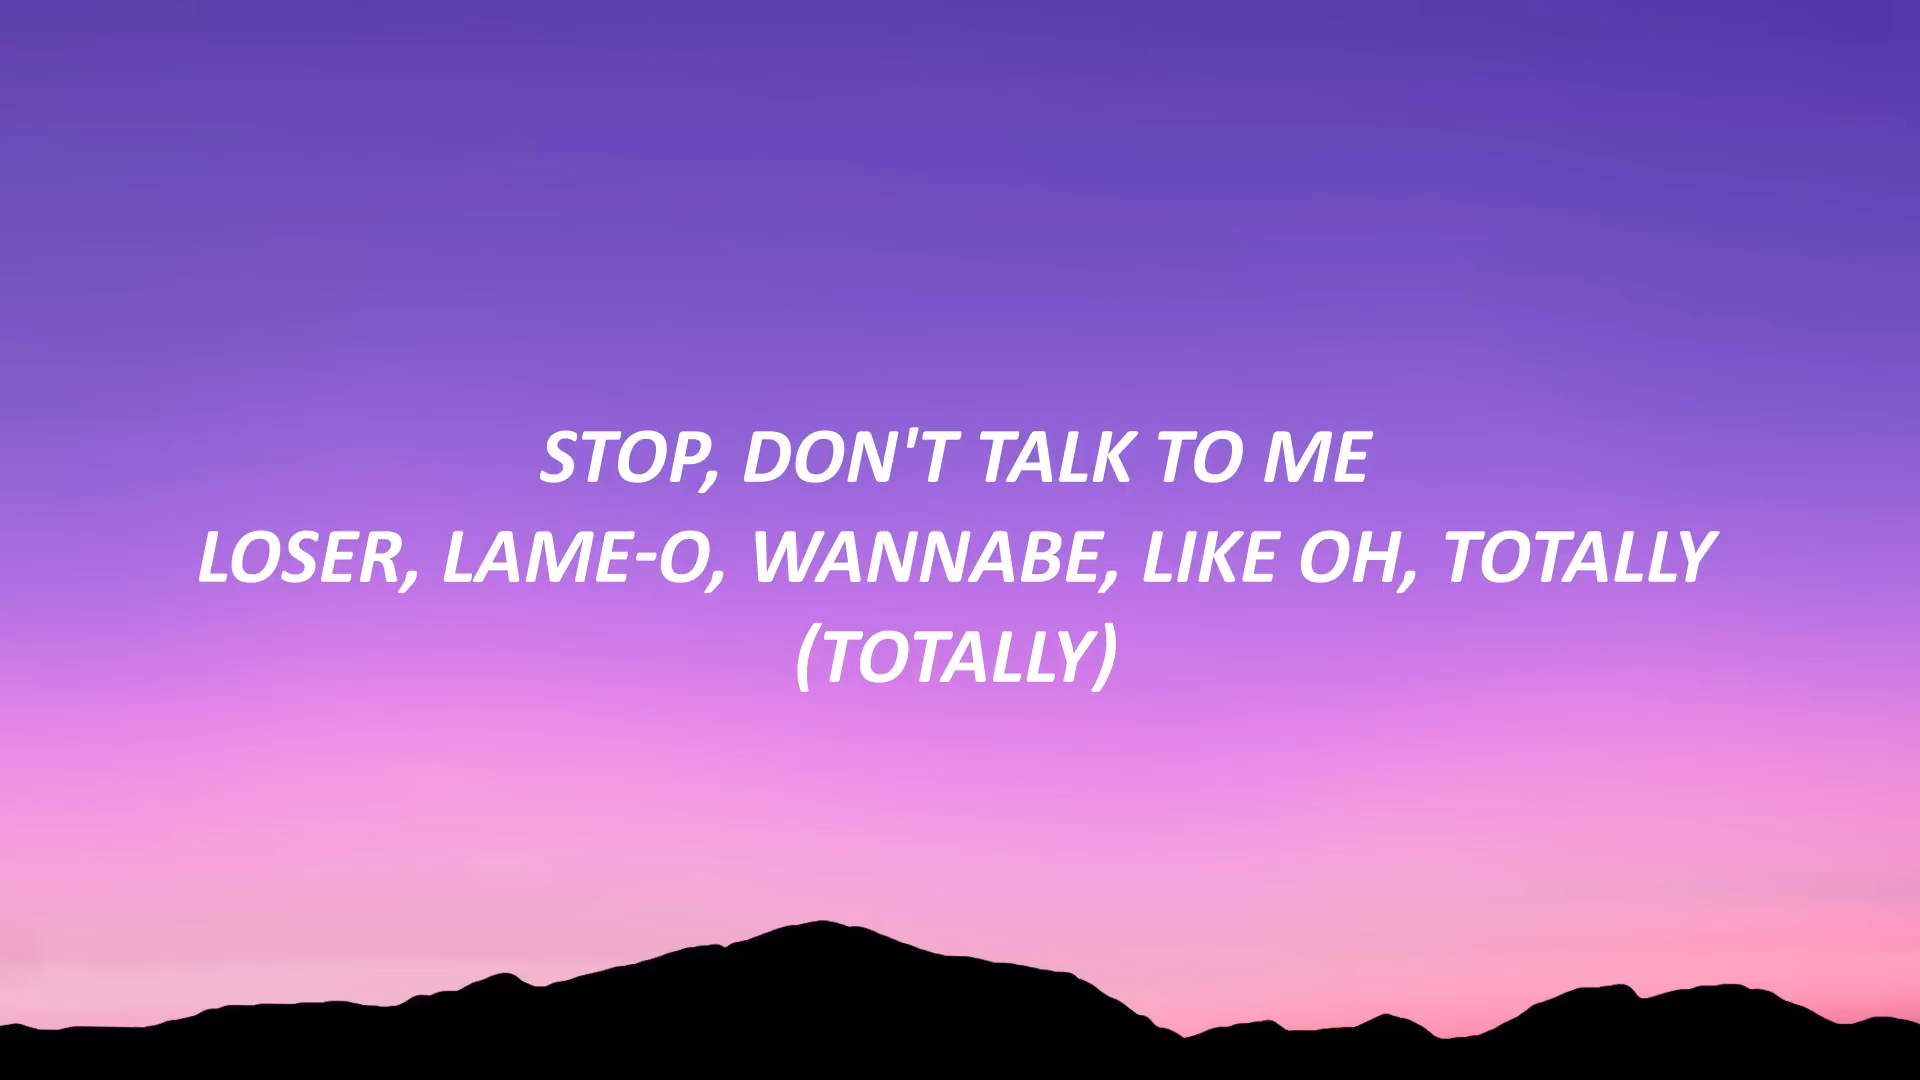 STOP, DON'T TALK TO ME
LOSER, LAME-O, WANNABE, LIKE OH, TOTALLY
(TOTALLY)